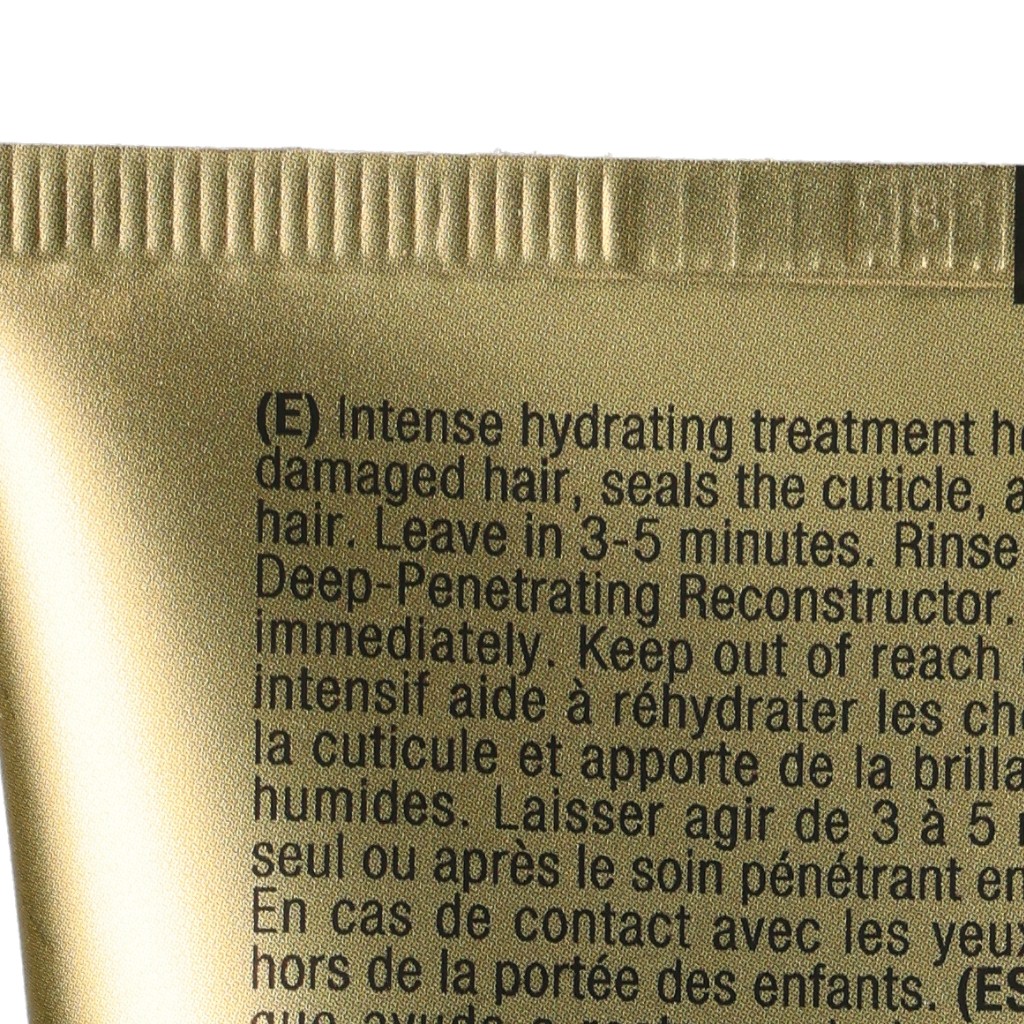 (E) Intense hydrating treatment
damaged hair, seals the cuticle,
hair. Leave in 3-5 minutes. Rinse
Deep-Penetrating Reconstructor.
immediately. Keep out of reach
intensif aide à réhydrater les
la cuticule et apporte de la
humides. Laisser agir de 3 à 5
seul ou après le soin pénétrant
En cas de contact avec les
hors de la portée des enfants. (ES